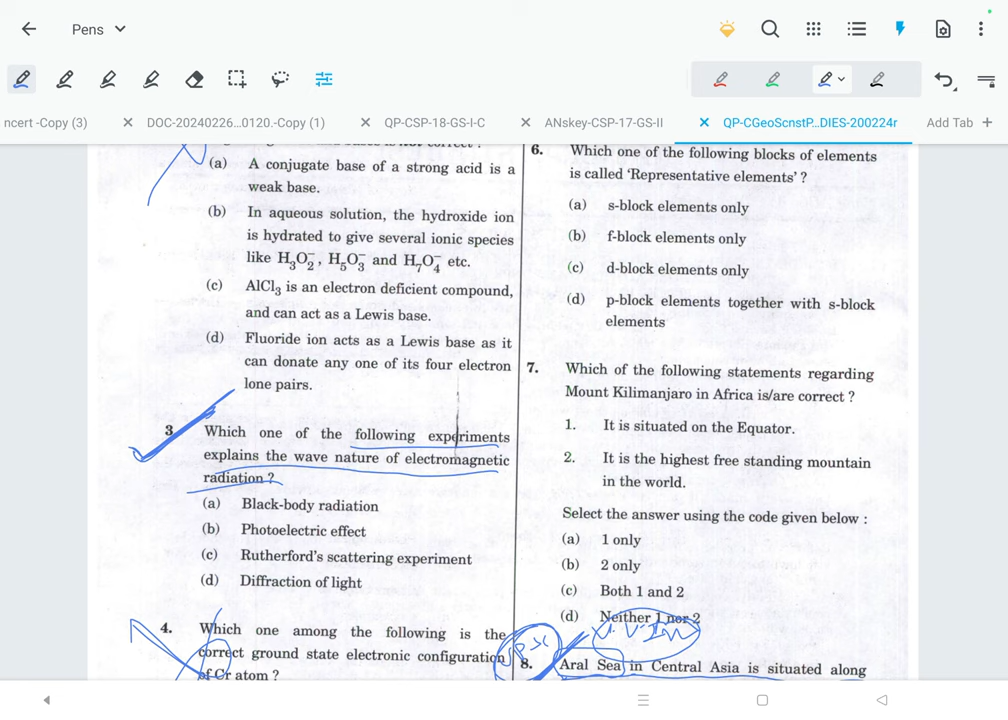 Pens
ncert -Copy (3)
DOC-20240226...0120.-Copy (1)
QP-CSP-18-GS-I-C
ANskey-CSP-17-GS-II
QP-CGeoScnstP...DIES-200224r
Add Tab +
(a) A conjugate base of a strong acid is a
weak base.
(b) In aqueous solution, the hydroxide ion
is hydrated to give several ionic species
like H₃O₂⁻, H₅O₃⁻ and H₇O₄⁻ etc.
(c) AlCl₃ is an electron deficient compound,
and can act as a Lewis base.
(d) Fluoride ion acts as a Lewis base as it
can donate any one of its four electron
lone pairs.
3
Which one of the following experiments
explains the wave nature of electromagnetic
radiation ?
(a) Black-body radiation
(b) Photoelectric effect
(c) Rutherford's scattering experiment
(d) Diffraction of light
4. Which one among the following is the
correct ground state electronic configuration
of Cr atom ?
6. Which one of the following blocks of elements
is called 'Representative elements' ?
(a) s-block elements only
(b) f-block elements only
(c) d-block elements only
(d) p-block elements together with s-block
elements
7. Which of the following statements regarding
Mount Kilimanjaro in Africa is/are correct ?
1. It is situated on the Equator.
2. It is the highest free standing mountain
in the world.
Select the answer using the code given below :
(a) 1 only
(b) 2 only
(c) Both 1 and 2
(d) Neither 1 nor 2
8. Aral Sea in Central Asia is situated along